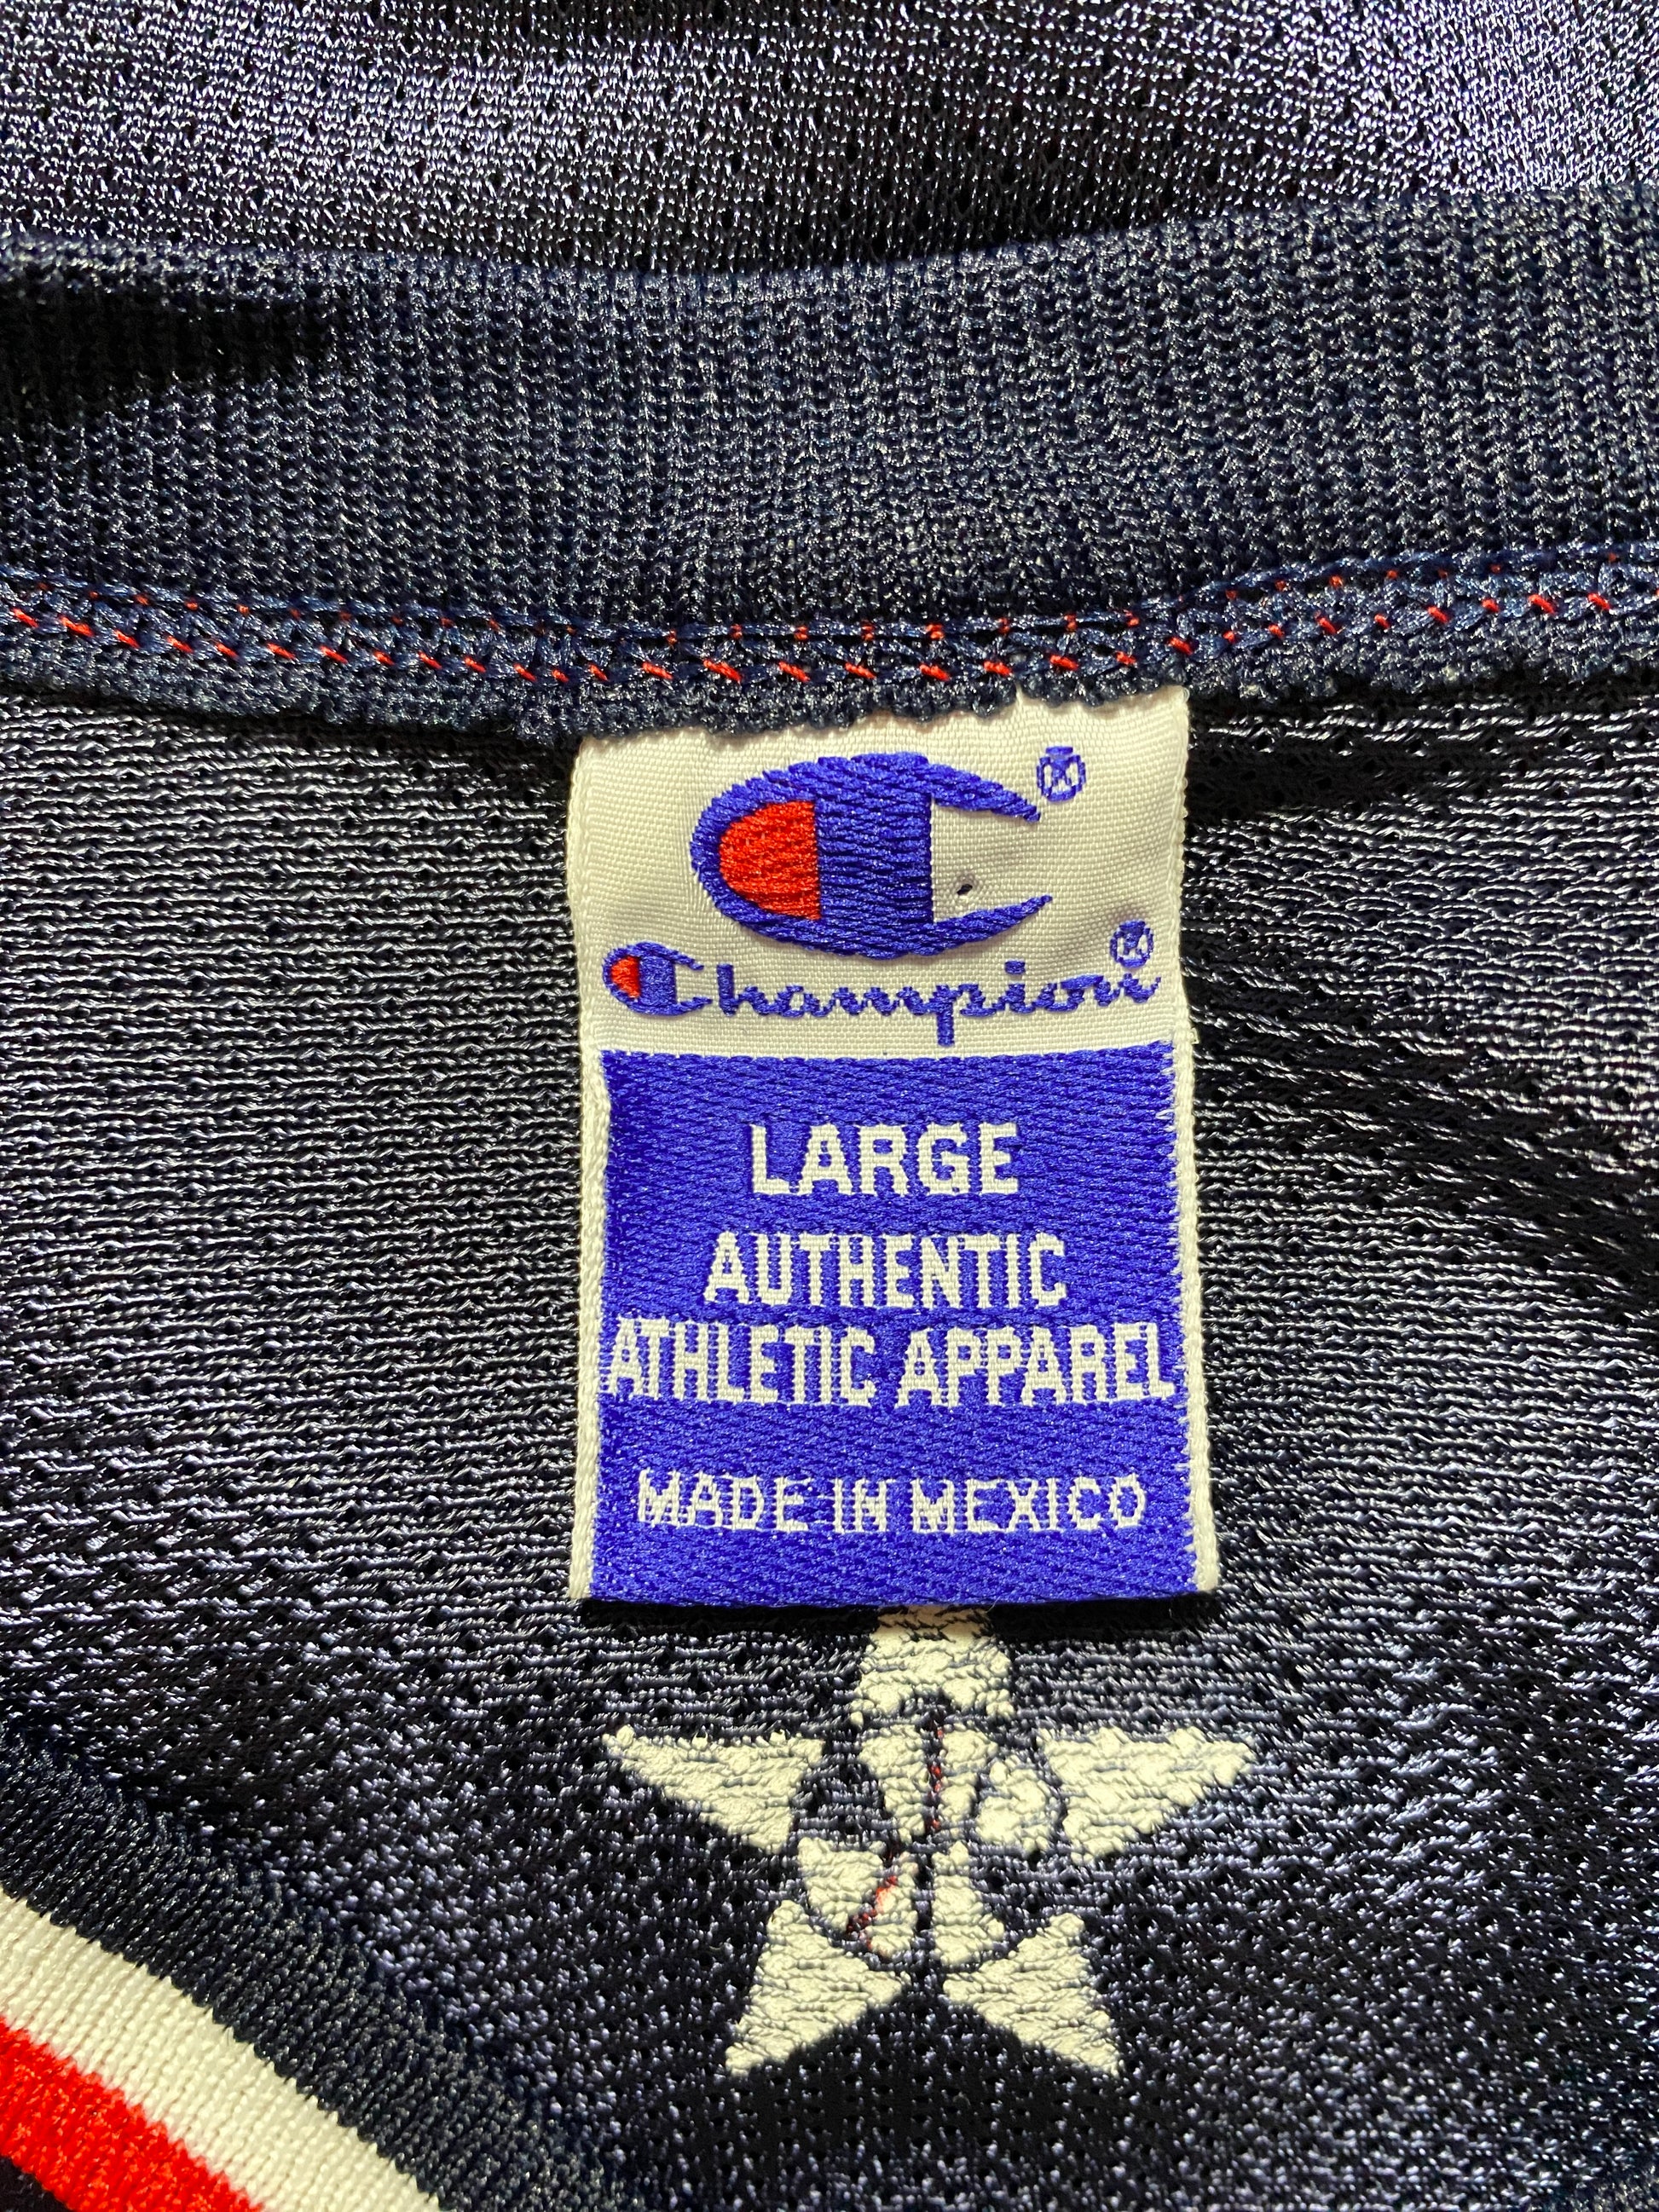 ®
Champion®
LARGE
AUTHENTIC
ATHLETIC APPAREL
MADE IN MEXICO